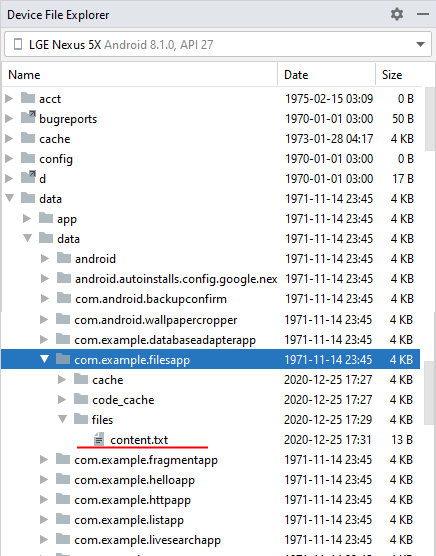 Device File Explorer
LGE Nexus 5X Android 8.1.0, API 27
Name Date Size
acct 1975-02-15 03:09 0 B
bugreports 1970-01-01 03:00 50 B
cache 1973-01-28 04:17 4 KB
config 1970-01-01 03:00 0 B
d 1970-01-01 03:00 17 B
data 1971-11-14 23:45 4 KB
app 1971-11-14 23:45 4 KB
data 1971-11-14 23:45 4 KB
android 1971-11-14 23:45 4 KB
android.autoinstalls.config.google.nex 1971-11-14 23:45 4 KB
com.android.backupconfirm 1971-11-14 23:45 4 KB
com.android.wallpapercropper 1971-11-14 23:45 4 KB
com.example.databaseadapterapp 1971-11-14 23:45 4 KB
com.example.filesapp 1971-11-14 23:45 4 KB
cache 2020-12-25 17:27 4 KB
code_cache 2020-12-25 17:27 4 KB
files 2020-12-25 17:29 4 KB
content.txt 2020-12-25 17:31 13 B
com.example.fragmentapp 1971-11-14 23:45 4 KB
com.example.helloapp 1971-11-14 23:45 4 KB
com.example.httpapp 1971-11-14 23:45 4 KB
com.example.listapp 1971-11-14 23:45 4 KB
com.example.livesearchapp 1971-11-14 23:45 4 KB